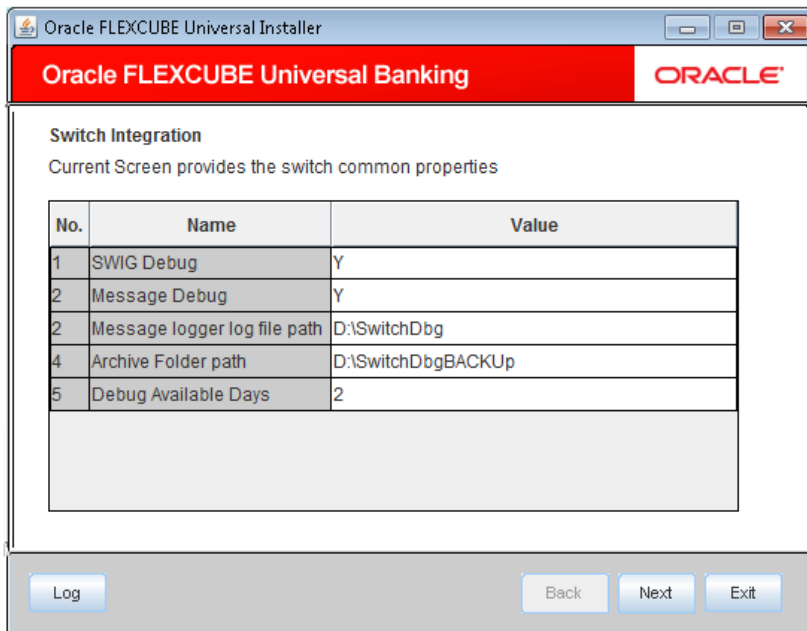 Oracle FLEXCUBE Universal Installer
Oracle FLEXCUBE Universal Banking ORACLE
Switch Integration
Current Screen provides the switch common properties
No. Name Value
1 SWIG Debug Y
2 Message Debug Y
2 Message logger log file path D:\SwitchDbg
4 Archive Folder path D:\SwitchDbgBACKUp
5 Debug Available Days 2
Log Back Next Exit